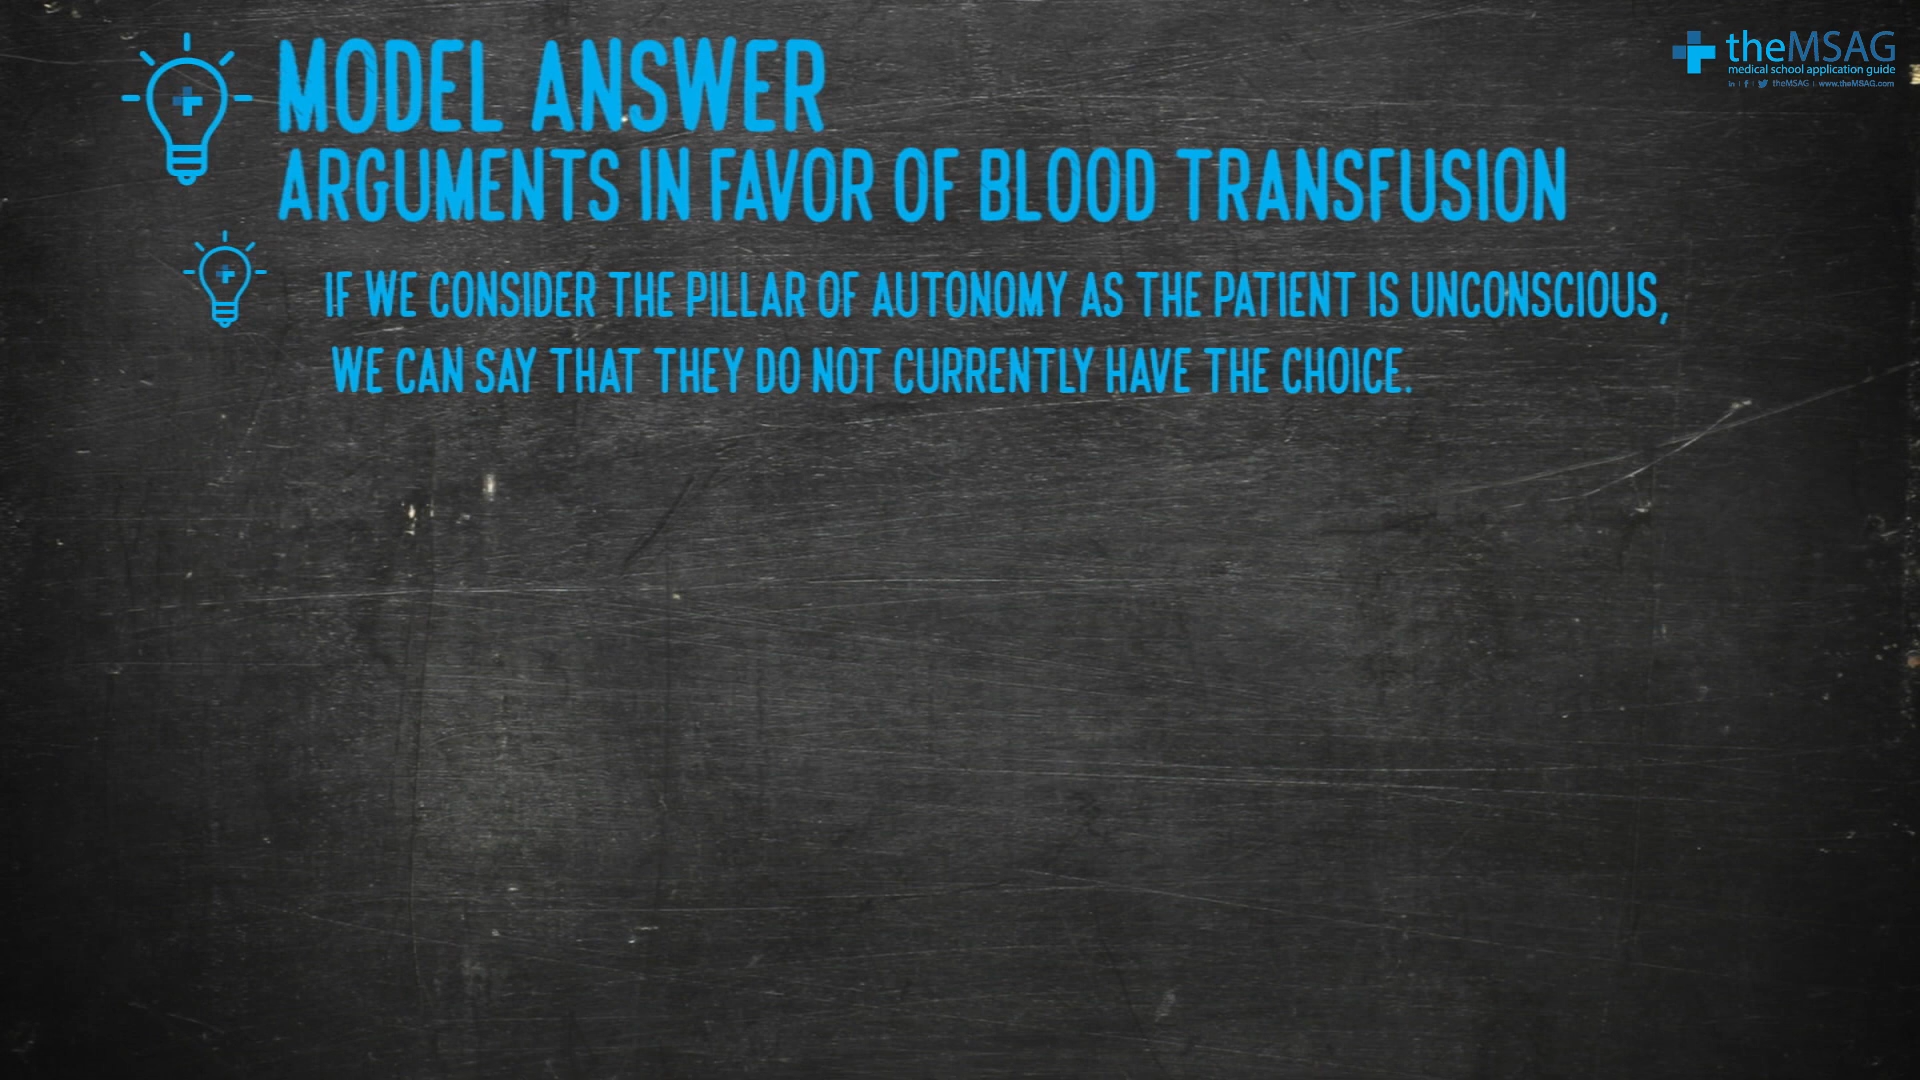 MODEL ANSWER
theMSAG
medical school application guide
ARGUMENTS IN FAVOR OF BLOOD TRANSFUSION
IF WE CONSIDER THE PILLAR OF AUTONOMY AS THE PATIENT IS UNCONSCIOUS,
WE CAN SAY THAT THEY DO NOT CURRENTLY HAVE THE CHOICE.
in | f | theMSAG | www.theMSAG.com